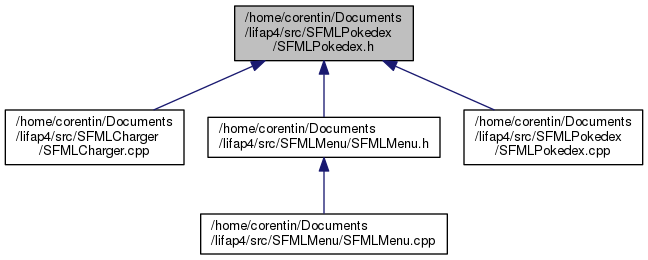 /home/corentin/Documents
/lifap4/src/SFMLPokedex
/SFMLPokedex.h
/home/corentin/Documents
/lifap4/src/SFMLCharger
/SFMLCharger.cpp
/home/corentin/Documents
/lifap4/src/SFMLMenu/SFMLMenu.h
/home/corentin/Documents
/lifap4/src/SFMLPokedex
/SFMLPokedex.cpp
/home/corentin/Documents
/lifap4/src/SFMLMenu/SFMLMenu.cpp